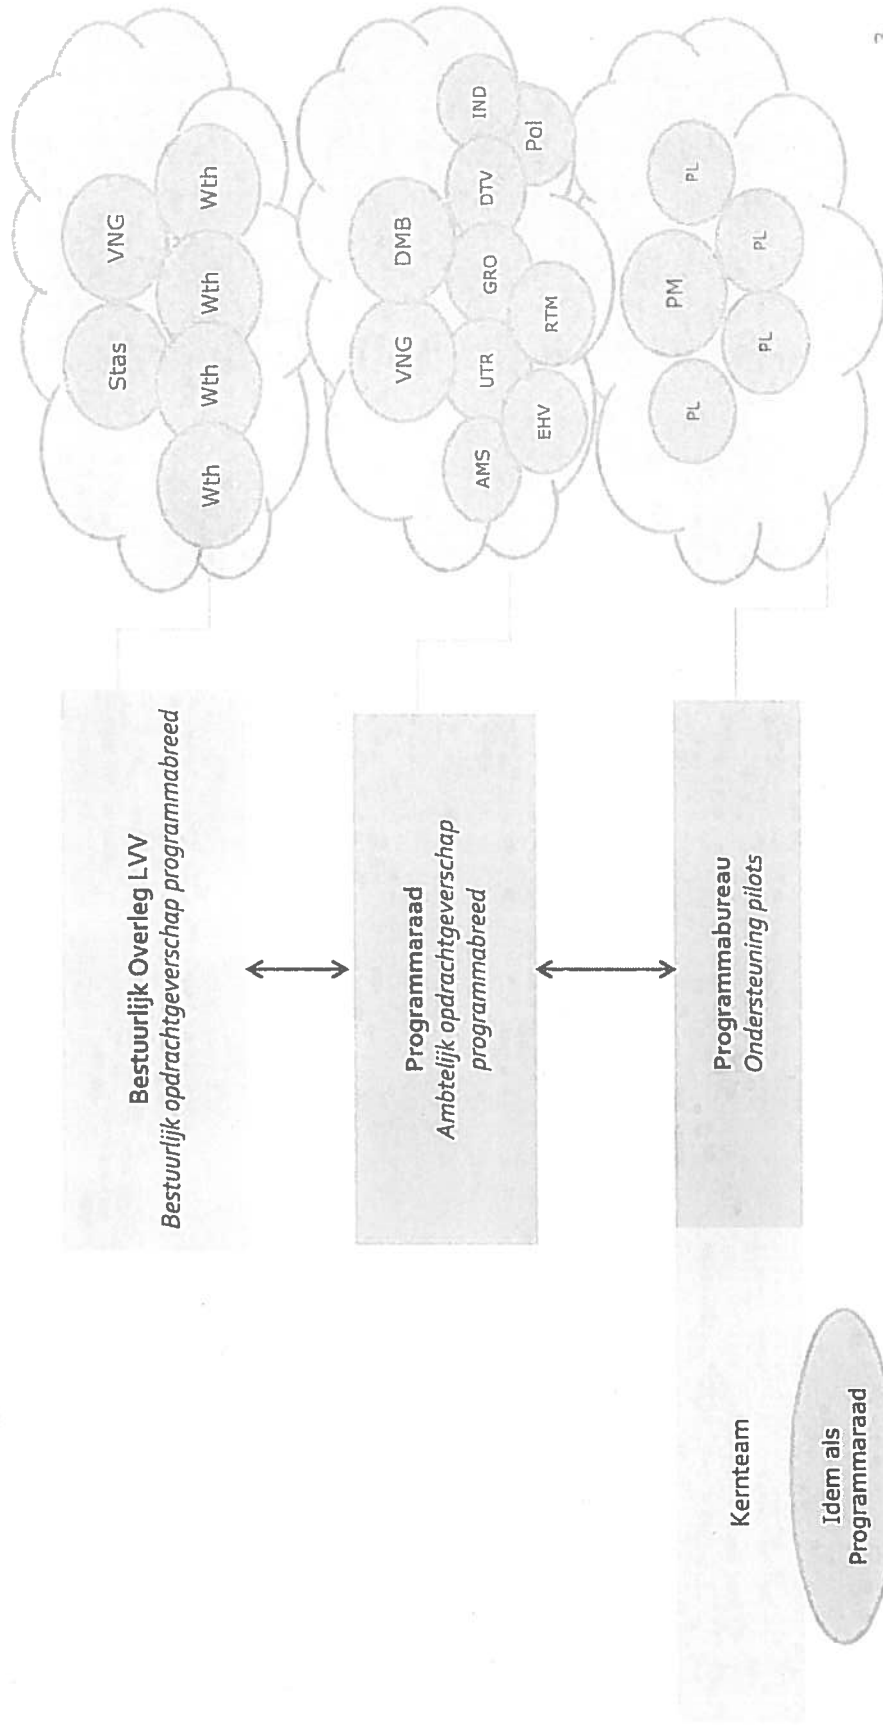 Bestuurlijk Overleg LVV
Bestuurlijk opdrachtgeverschap programmabreed
Stas
VNG
Wth
Wth
Wth
Wth
Programmaraad
Ambtelijk opdrachtgeverschap
programmabreed
VNG
DMB
AMS
UTR
GRO
DTV
IND
EHV
RTM
Pol
Kernteam
Programmabureau
Ondersteuning pilots
PM
PL
PL
PL
PL
Idem als
Programmaraad